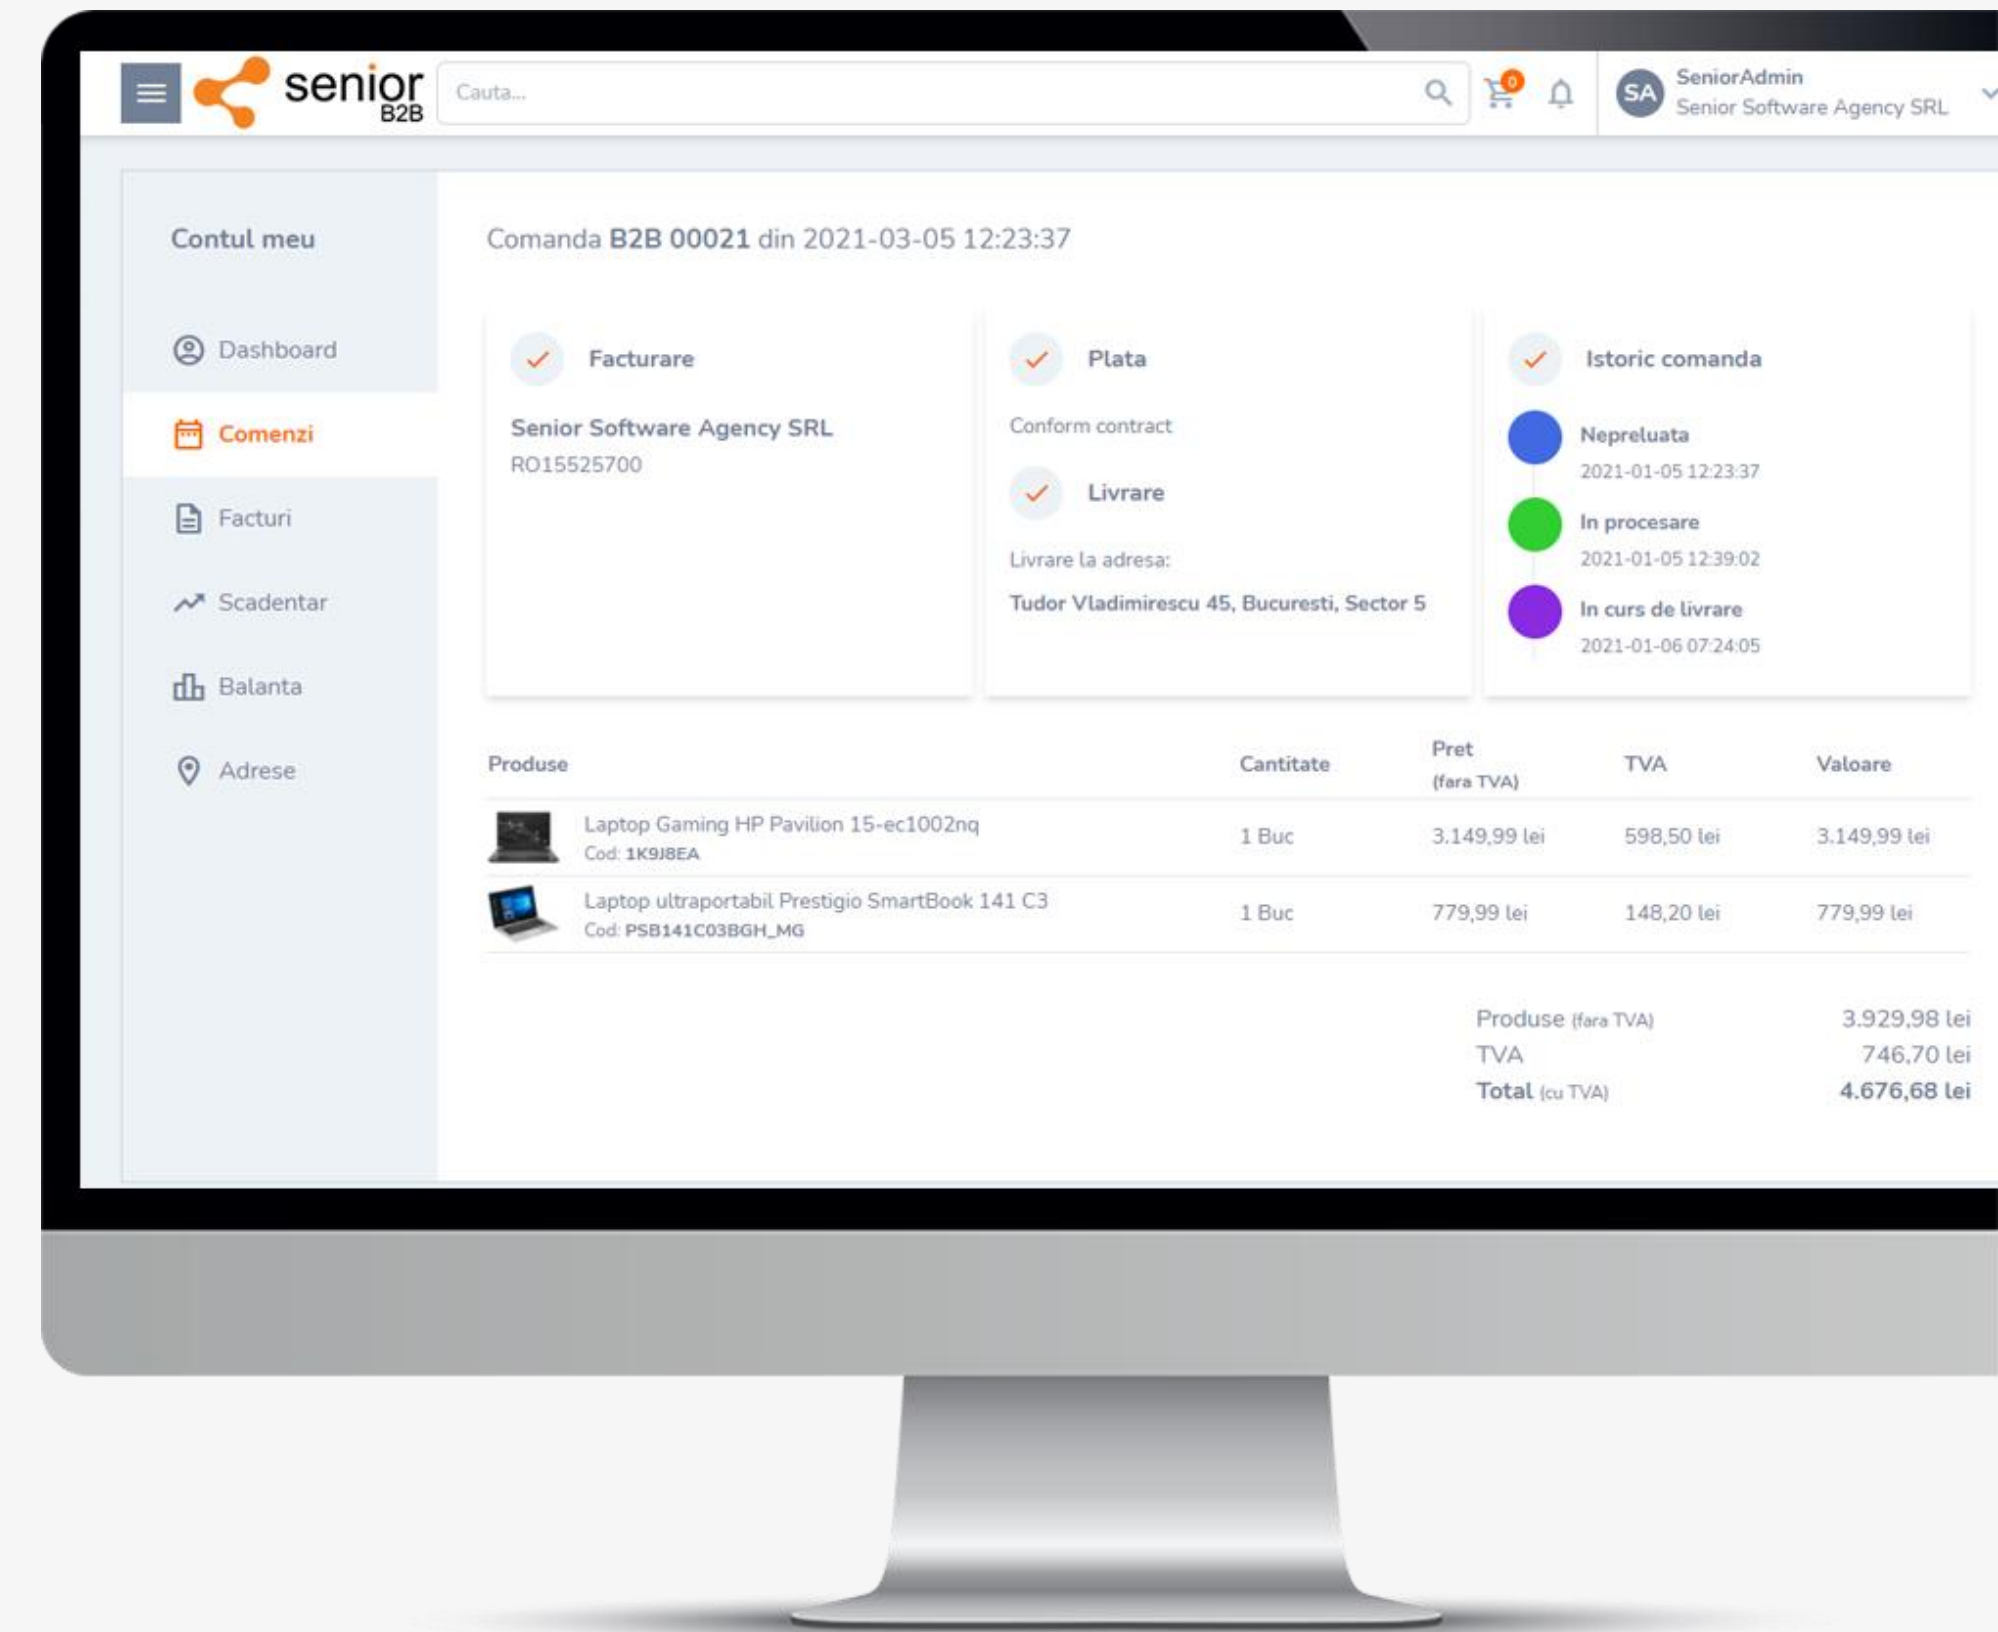 senior
B2B
Cauta...
0
SA
SeniorAdmin
Senior Software Agency SRL
Contul meu
Dashboard
Comenzi
Facturi
Scadentar
Balanta
Adrese
Comanda B2B 00021 din 2021-03-05 12:23:37
Facturare
Senior Software Agency SRL
RO15525700
Plata
Conform contract
Livrare
Livrare la adresa:
Tudor Vladimirescu 45, Bucuresti, Sector 5
Istoric comanda
Nepreluata
2021-01-05 12:23:37
In procesare
2021-01-05 12:39:02
In curs de livrare
2021-01-06 07:24:05
Produse Cantitate Pret (fara TVA) TVA Valoare
Laptop Gaming HP Pavilion 15-ec1002nq 1 Buc 3.149,99 lei 598,50 lei 3.149,99 lei
Cod: 1K9J8EA
Laptop ultraportabil Prestigio SmartBook 141 C3 1 Buc 779,99 lei 148,20 lei 779,99 lei
Cod: PSB141C03BGH_MG
Produse (fara TVA) 3.929,98 lei
TVA 746,70 lei
Total (cu TVA) 4.676,68 lei